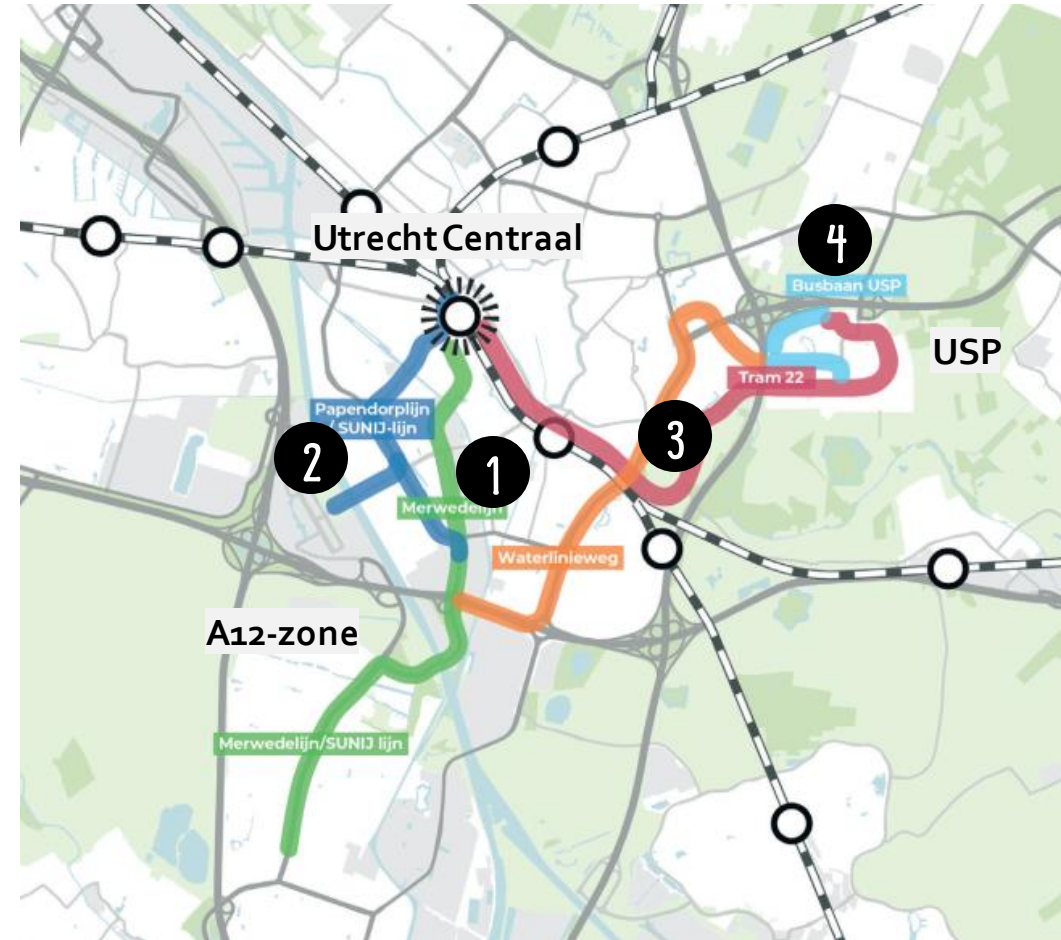 Utrecht Centraal
4
Busbaan USP
USP
Tram 22
Papendorplijn
/ SUNIJ-lijn
3
2
1
Merwedelijn
Waterlinieweg
A12-zone
Merwedelijn/SUNIJ lijn